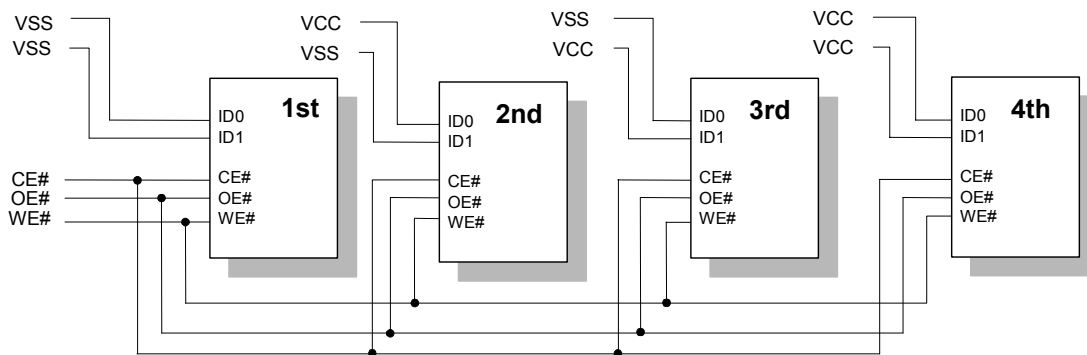 VSS
VSS
VCC
VSS
VSS
VCC
VCC
VCC
1st
ID0
ID1
CE#
OE#
WE#
2nd
ID0
ID1
CE#
OE#
WE#
3rd
ID0
ID1
CE#
OE#
WE#
4th
ID0
ID1
CE#
OE#
WE#
CE#
OE#
WE#